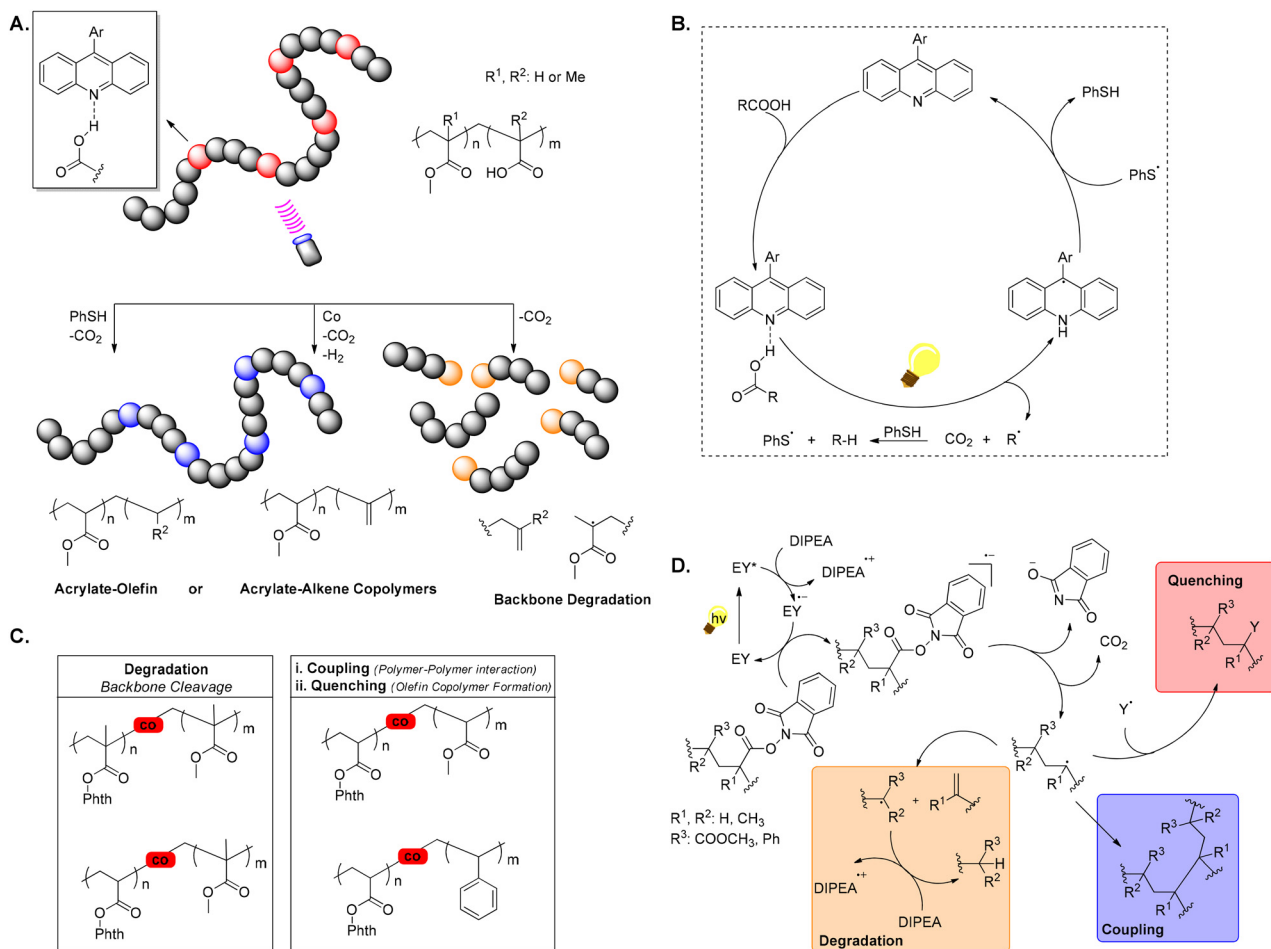 A.
Ar
N
H
O
O
R¹, R²: H or Me
R¹
R²
n
m
O
O
HO
O
PhSH
-CO₂
Co
-CO₂
-H₂
-CO₂
n
m
O
R²
O
n
m
O
O
R²
O
O
Acrylate-Olefin or Acrylate-Alkene Copolymers
Backbone Degradation
B.
Ar
N
RCOOH
PhSH
PhS•
Ar
N
H
O
O
R
Ar
•
N
H
PhS• + R-H
PhSH
CO₂ + R•
C.
Degradation
Backbone Cleavage
i. Coupling (Polymer-Polymer interaction)
ii. Quenching (Olefin Copolymer Formation)
co
n
m
O
O
O
O
Phth
co
n
m
O
O
O
O
Phth
co
n
m
O
O
O
O
Phth
co
n
m
O
O
Phth
D.
DIPEA
EY*
DIPEA•+
EY•-
hv
EY
•-
R³
R²
R¹
O
O
N
O
O
R³
R²
R¹
O
O
N
O
O
R¹, R²: H, CH₃
R³: COOCH₃, Ph
-
O
N
O
CO₂
Quenching
R³
Y
R²
R¹
Y•
R³
R²
R¹
•
R³
•
R²
+
R¹
R³
H
R²
DIPEA•+
DIPEA
Degradation
R³
R²
R³
R¹
R²
R¹
Coupling